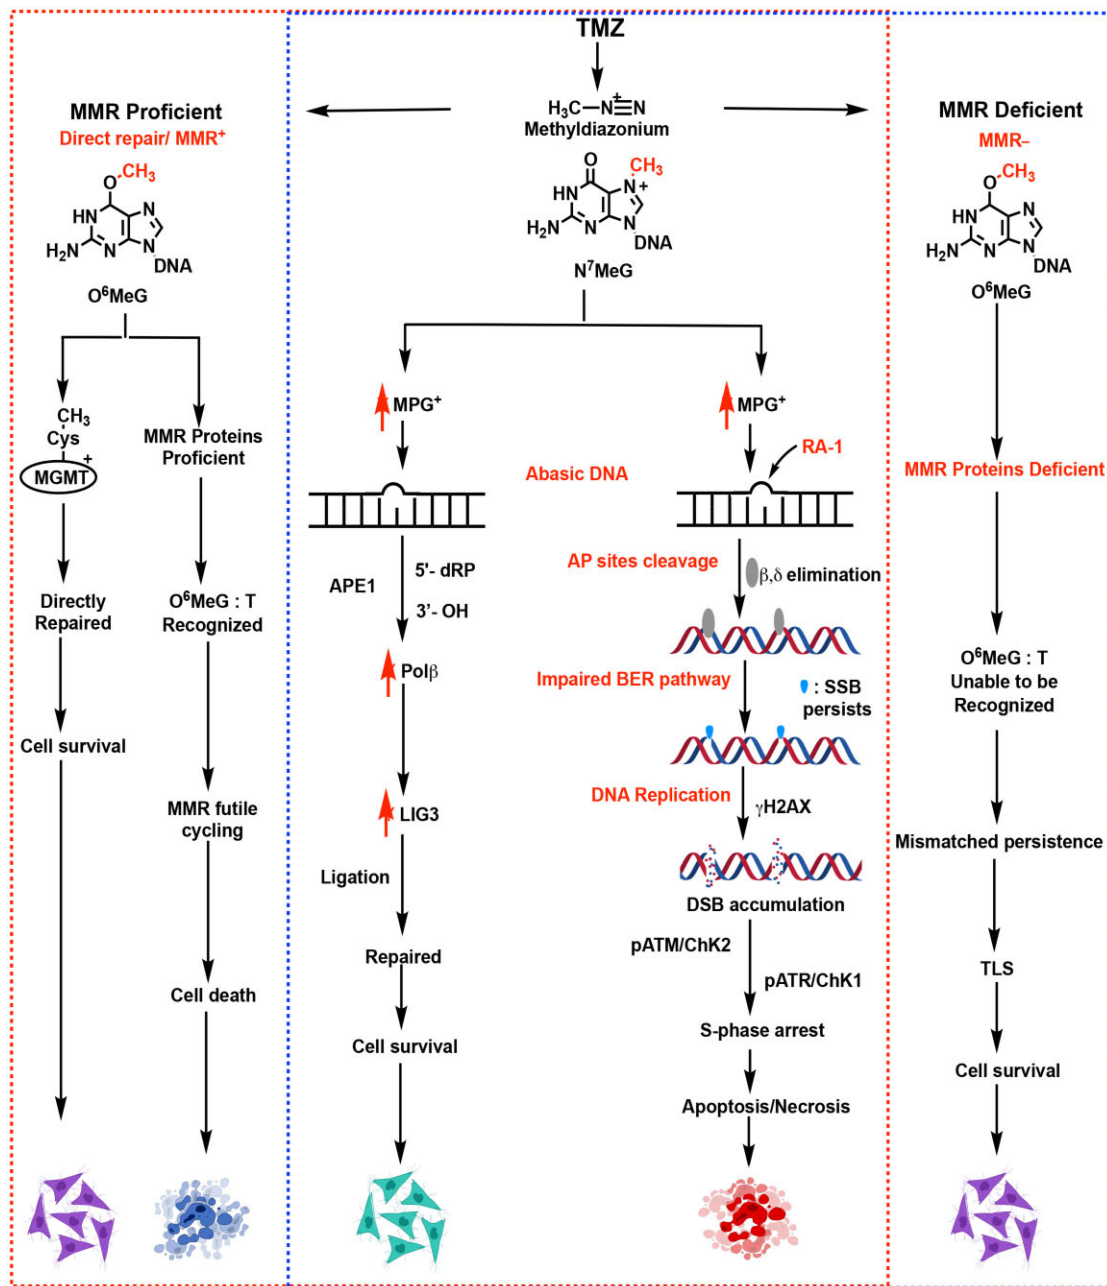 TMZ
H₃C–N⁺≡N
Methyldiazonium
MMR Proficient
Direct repair/ MMR⁺
O–CH₃
HN
N
H₂N
N
N
DNA
O⁶MeG
CH₃
Cys
MGMT⁺
Directly
Repaired
Cell survival
MMR Proteins
Proficient
O⁶MeG : T
Recognized
MMR futile
cycling
Cell death
O
CH₃
HN
N⁺
H₂N
N
N
DNA
N⁷MeG
MPG⁺
APE1
5'- dRP
3'- OH
Polβ
LIG3
Ligation
Repaired
Cell survival
Abasic DNA
MPG⁺
RA-1
AP sites cleavage
β,δ elimination
Impaired BER pathway
: SSB
persists
DNA Replication
γH2AX
DSB accumulation
pATM/ChK2
pATR/ChK1
S-phase arrest
Apoptosis/Necrosis
MMR Deficient
MMR–
O–CH₃
HN
N
H₂N
N
N
DNA
O⁶MeG
MMR Proteins Deficient
O⁶MeG : T
Unable to be
Recognized
Mismatched persistence
TLS
Cell survival